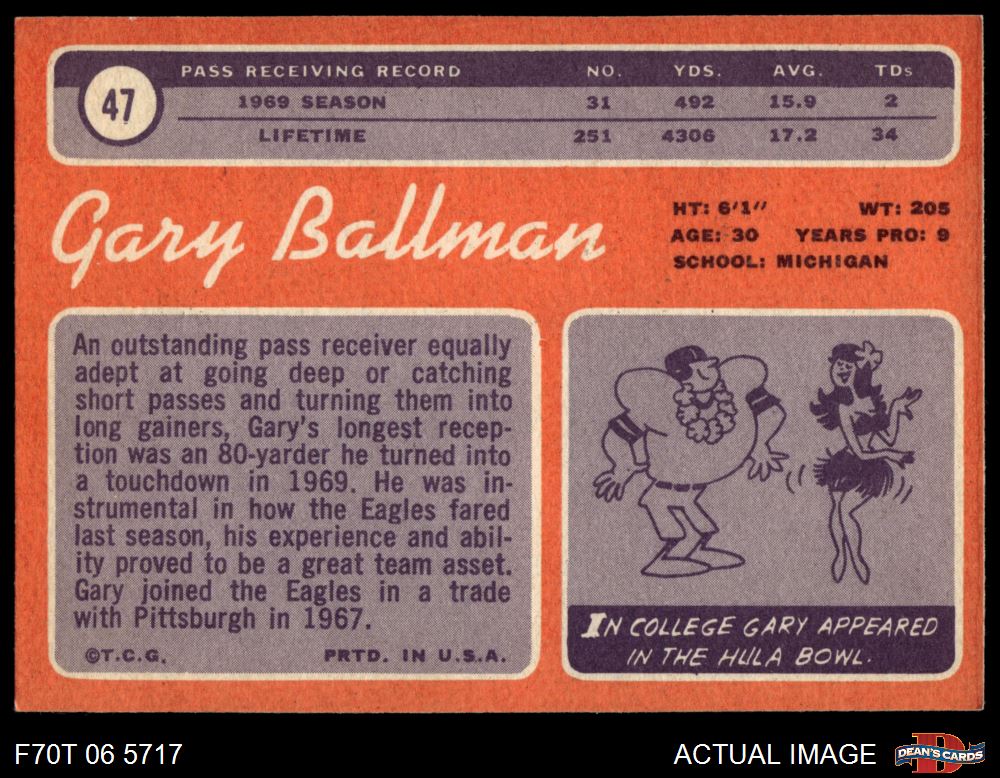 47
PASS RECEIVING RECORD NO. YDS. AVG. TDs
1969 SEASON 31 492 15.9 2
LIFETIME 251 4306 17.2 34
Gary Ballman
HT: 6'1" WT: 205
AGE: 30 YEARS PRO: 9
SCHOOL: MICHIGAN
An outstanding pass receiver equally
adept at going deep or catching
short passes and turning them into
long gainers, Gary's longest recep-
tion was an 80-yarder he turned into
a touchdown in 1969. He was in-
strumental in how the Eagles fared
last season, his experience and abil-
ity proved to be a great team asset.
Gary joined the Eagles in a trade
with Pittsburgh in 1967.
©T.C.G. PRTD. IN U.S.A.
IN COLLEGE GARY APPEARED
IN THE HULA BOWL.
F70T 06 5717
ACTUAL IMAGE
D
DEAN'S CARDS